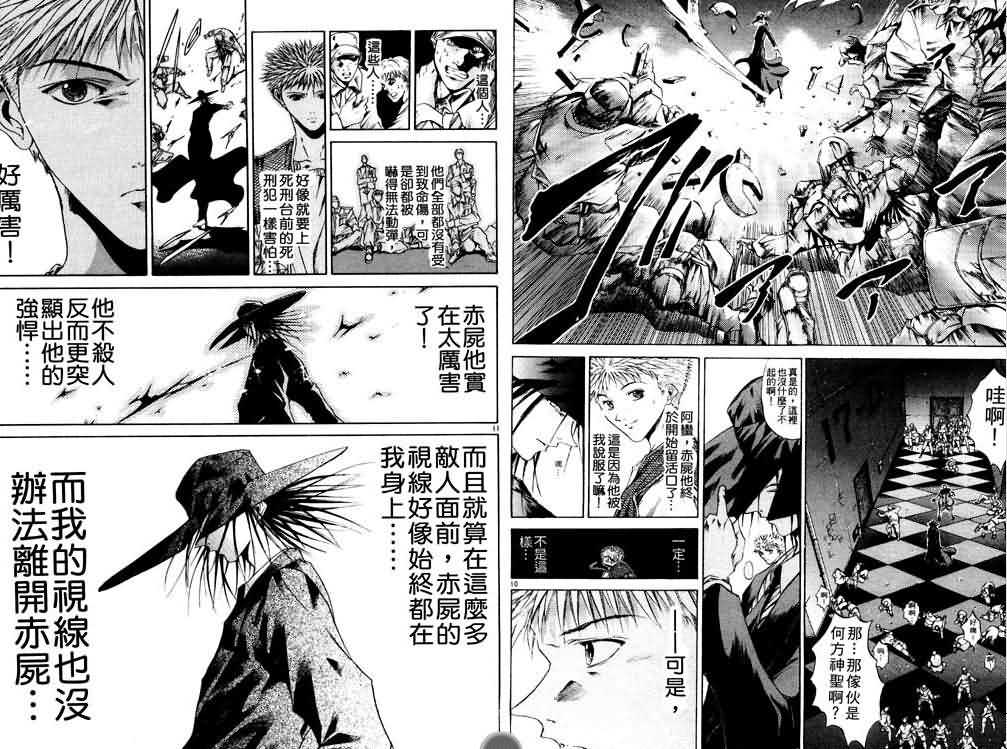 哇啊！
那…那傢伙是
何方神聖啊？
好痛…
啊…
啊…
啊…
真是的，這裡
也沒什麼了不
起的啊！
阿蠻，赤屍他終
於開始留活口了…
這是因為他被
我說服了嘛！
嗯…
一定…
不是這
樣…
──可是，
這個人…
這些人……
他們全部都沒有受
到致命傷，可
是卻都被
嚇得無法動彈，
好像就要上
死刑台前的死
刑犯一樣害怕…
好厲害！
赤屍他實
在太厲害
了！
他不殺人
反而更突
顯出他的
強悍……
11
而且就算在這麼多
敵人面前，赤屍的
視線好像始終都在
我身上……
而我的視線也沒
辦法離開赤屍…
10